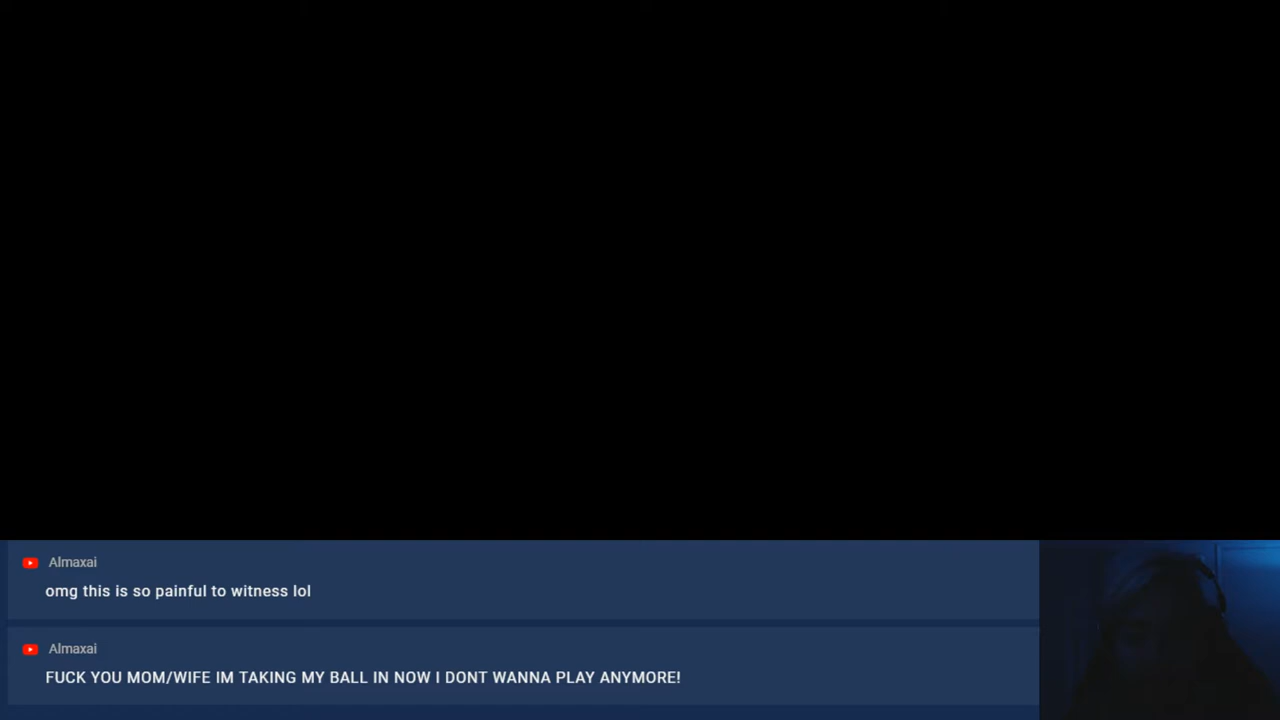 Almaxai
omg this is so painful to witness lol
Almaxai
FUCK YOU MOM/WIFE IM TAKING MY BALL IN NOW I DONT WANNA PLAY ANYMORE!